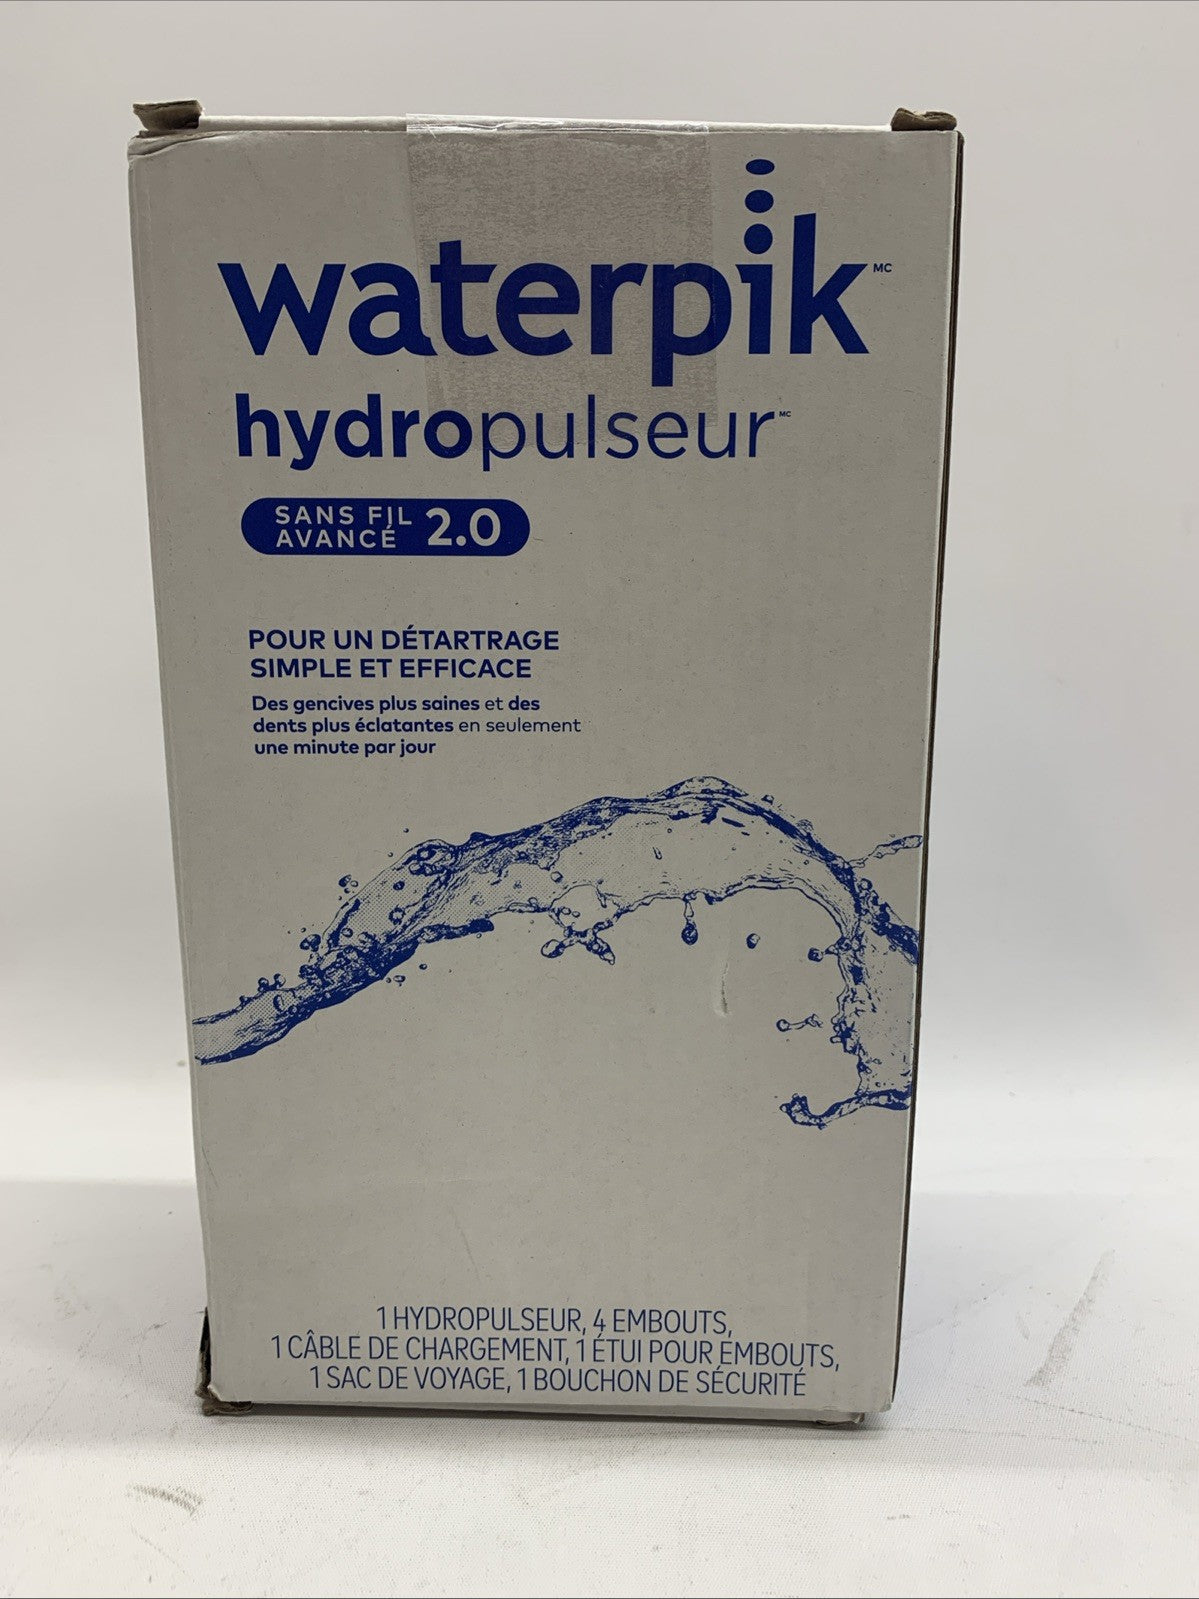 waterpik MC
hydropulseur MC
SANS FIL
AVANCÉ 2.0
POUR UN DÉTARTRAGE
SIMPLE ET EFFICACE
Des gencives plus saines et des
dents plus éclatantes en seulement
une minute par jour
1 HYDROPULSEUR, 4 EMBOUTS,
1 CÂBLE DE CHARGEMENT, 1 ÉTUI POUR EMBOUTS,
1 SAC DE VOYAGE, 1 BOUCHON DE SÉCURITÉ